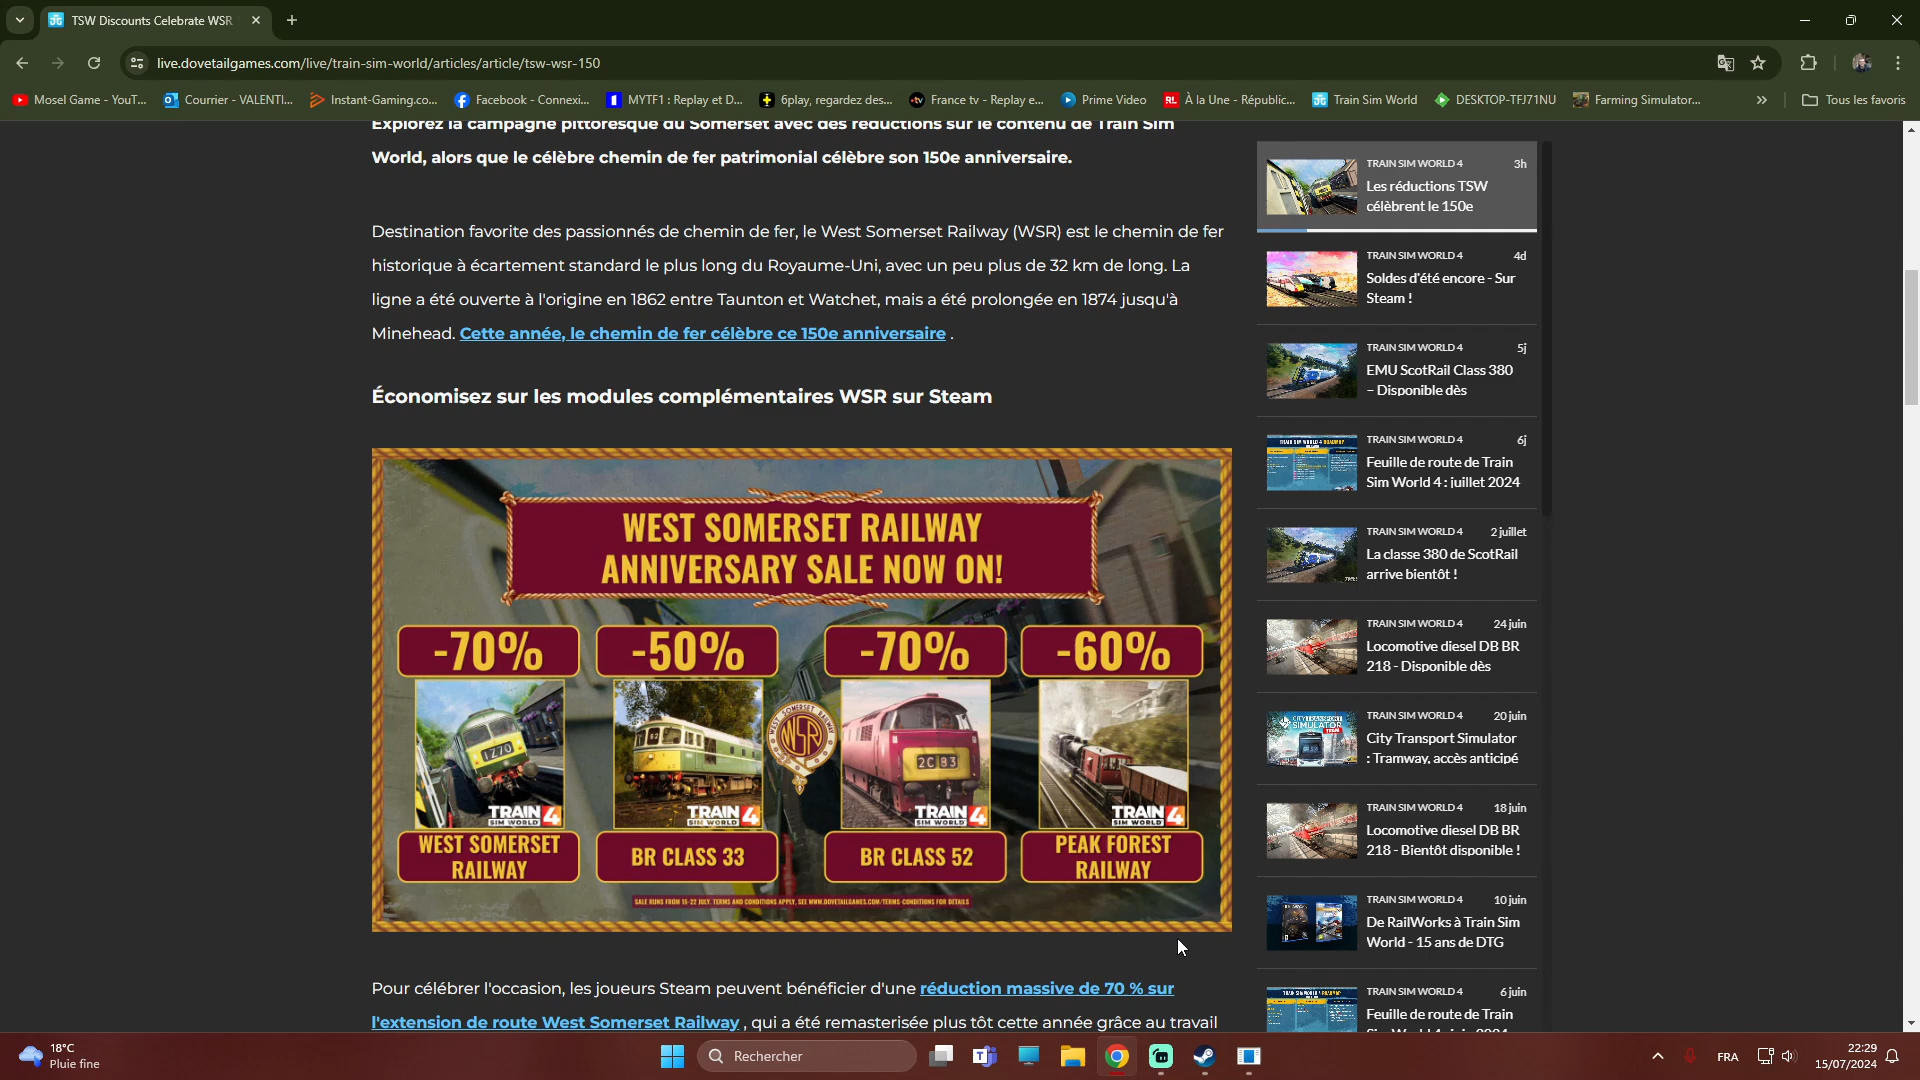 TSW Discounts Celebrate WSR
live.dovetailgames.com/live/train-sim-world/articles/article/tsw-wsr-150
Mosel Game - YouT...
Courrier - VALENTI...
Instant-Gaming.co...
Facebook - Connexi...
MYTF1 : Replay et D...
6play, regardez des...
France tv - Replay e...
Prime Video
À la Une - Républic...
Train Sim World
DESKTOP-TFJ71NU
Farming Simulator...
Tous les favoris
Explorez la campagne pittoresque du Somerset avec des réductions sur le contenu de Train Sim
World, alors que le célèbre chemin de fer patrimonial célèbre son 150e anniversaire.
Destination favorite des passionnés de chemin de fer, le West Somerset Railway (WSR) est le chemin de fer
historique à écartement standard le plus long du Royaume-Uni, avec un peu plus de 32 km de long. La
ligne a été ouverte à l'origine en 1862 entre Taunton et Watchet, mais a été prolongée en 1874 jusqu'à
Minehead. Cette année, le chemin de fer célèbre ce 150e anniversaire .
Économisez sur les modules complémentaires WSR sur Steam
WEST SOMERSET RAILWAY
ANNIVERSARY SALE NOW ON!
-70%
-50%
-70%
-60%
1Z70
2C83
WSR
TRAIN SIM WORLD 4
TRAIN SIM WORLD 4
TRAIN SIM WORLD 4
TRAIN SIM WORLD 4
WEST SOMERSET
RAILWAY
BR CLASS 33
BR CLASS 52
PEAK FOREST
RAILWAY
SALE RUNS FROM 15-22 JULY. TERMS AND CONDITIONS APPLY, SEE WWW.DOVETAILGAMES.COM/TERMS-CONDITIONS FOR DETAILS
Pour célébrer l'occasion, les joueurs Steam peuvent bénéficier d'une réduction massive de 70 % sur
l'extension de route West Somerset Railway , qui a été remasterisée plus tôt cette année grâce au travail
TRAIN SIM WORLD 4 3h
Les réductions TSW
célèbrent le 150e
TRAIN SIM WORLD 4 4d
Soldes d'été encore - Sur
Steam !
TRAIN SIM WORLD 4 5j
EMU ScotRail Class 380
– Disponible dès
TRAIN SIM WORLD 4 6j
Feuille de route de Train
Sim World 4 : juillet 2024
TRAIN SIM WORLD 4 2 juillet
La classe 380 de ScotRail
arrive bientôt !
TRAIN SIM WORLD 4 24 juin
Locomotive diesel DB BR
218 - Disponible dès
TRAIN SIM WORLD 4 20 juin
City Transport Simulator
: Tramway, accès anticipé
TRAIN SIM WORLD 4 18 juin
Locomotive diesel DB BR
218 - Bientôt disponible !
TRAIN SIM WORLD 4 10 juin
De RailWorks à Train Sim
World - 15 ans de DTG
TRAIN SIM WORLD 4 6 juin
Feuille de route de Train
18°C
Pluie fine
Rechercher
FRA
22:29
15/07/2024